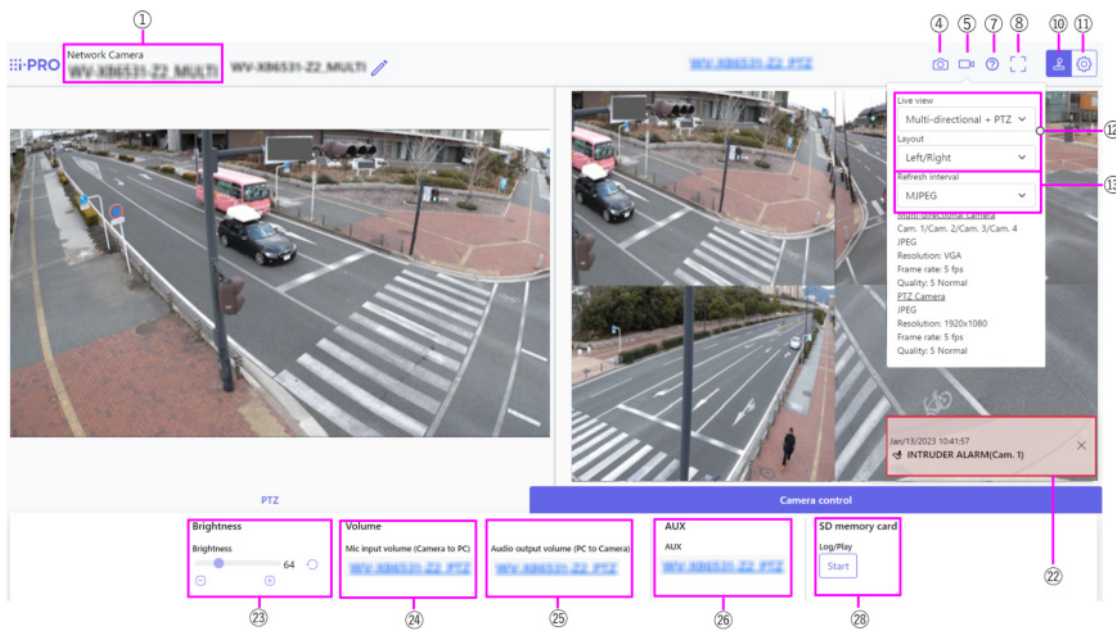 ①
④ ⑤ ⑦ ⑧ ⑩ ⑪
i-PRO
Network Camera
WV-X86531-Z2_MULTI WV-X86531-Z2_MULTI
WV-X86531-Z2_PTZ
Live view
Multi-directional + PTZ
⑫
Layout
Left/Right
Refresh interval
⑬
MJPEG
Multi-directional Camera
Cam. 1/Cam. 2/Cam. 3/Cam. 4
JPEG
Resolution: VGA
Frame rate: 5 fps
Quality: 5 Normal
PTZ Camera
JPEG
Resolution: 1920x1080
Frame rate: 5 fps
Quality: 5 Normal
Jan/13/2023 10:41:57
INTRUDER ALARM(Cam. 1)
PTZ
Camera control
Brightness
Brightness
64
Volume
Mic input volume (Camera to PC)
WV-X86531-Z2_PTZ
Audio output volume (PC to Camera)
WV-X86531-Z2_PTZ
AUX
AUX
WV-X86531-Z2_PTZ
SD memory card
Log/Play
Start
㉒
㉓ ㉔ ㉕ ㉖ ㉘